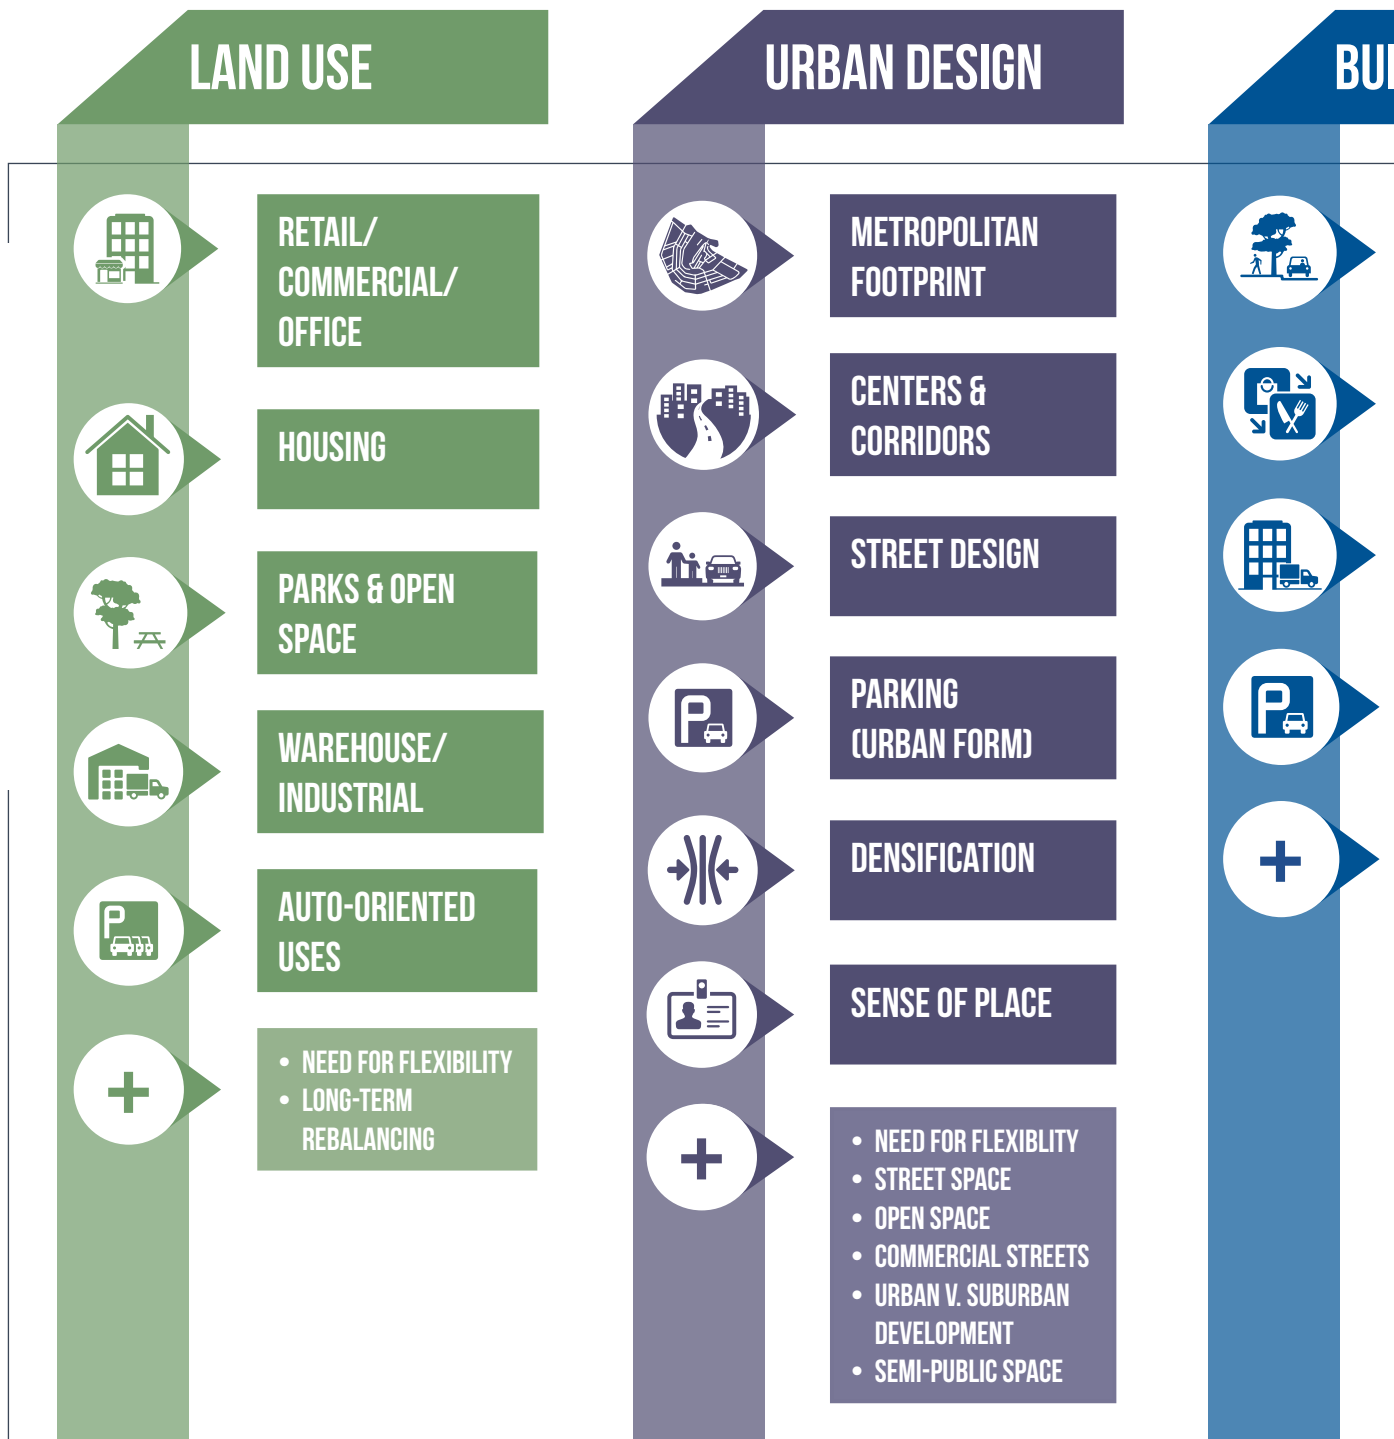 LAND USE
RETAIL/
COMMERCIAL/
OFFICE
HOUSING
PARKS & OPEN
SPACE
WAREHOUSE/
INDUSTRIAL
P
AUTO-ORIENTED
USES
+
• NEED FOR FLEXIBILITY
• LONG-TERM
REBALANCING
URBAN DESIGN
METROPOLITAN
FOOTPRINT
CENTERS &
CORRIDORS
STREET DESIGN
P
PARKING
(URBAN FORM)
DENSIFICATION
SENSE OF PLACE
+
• NEED FOR FLEXIBLITY
• STREET SPACE
• OPEN SPACE
• COMMERCIAL STREETS
• URBAN V. SUBURBAN
DEVELOPMENT
• SEMI-PUBLIC SPACE
P
+